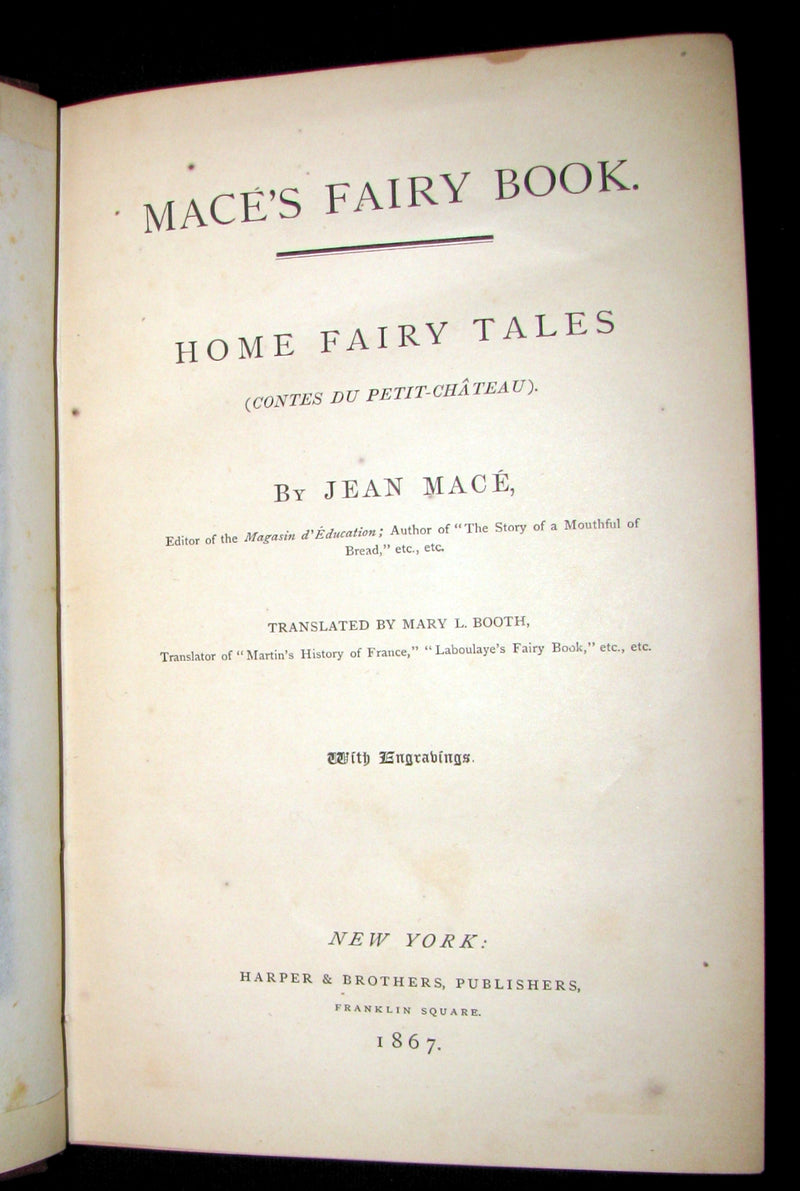 MACÉ'S FAIRY BOOK.
HOME FAIRY TALES
(CONTES DU PETIT-CHÂTEAU).
By JEAN MACÉ,
Editor of the Magasin d'Éducation; Author of "The Story of a Mouthful of
Bread," etc., etc.
TRANSLATED BY MARY L. BOOTH,
Translator of "Martin's History of France," "Laboulaye's Fairy Book," etc., etc.
With Engravings.
NEW YORK:
HARPER & BROTHERS, PUBLISHERS,
FRANKLIN SQUARE.
1867.